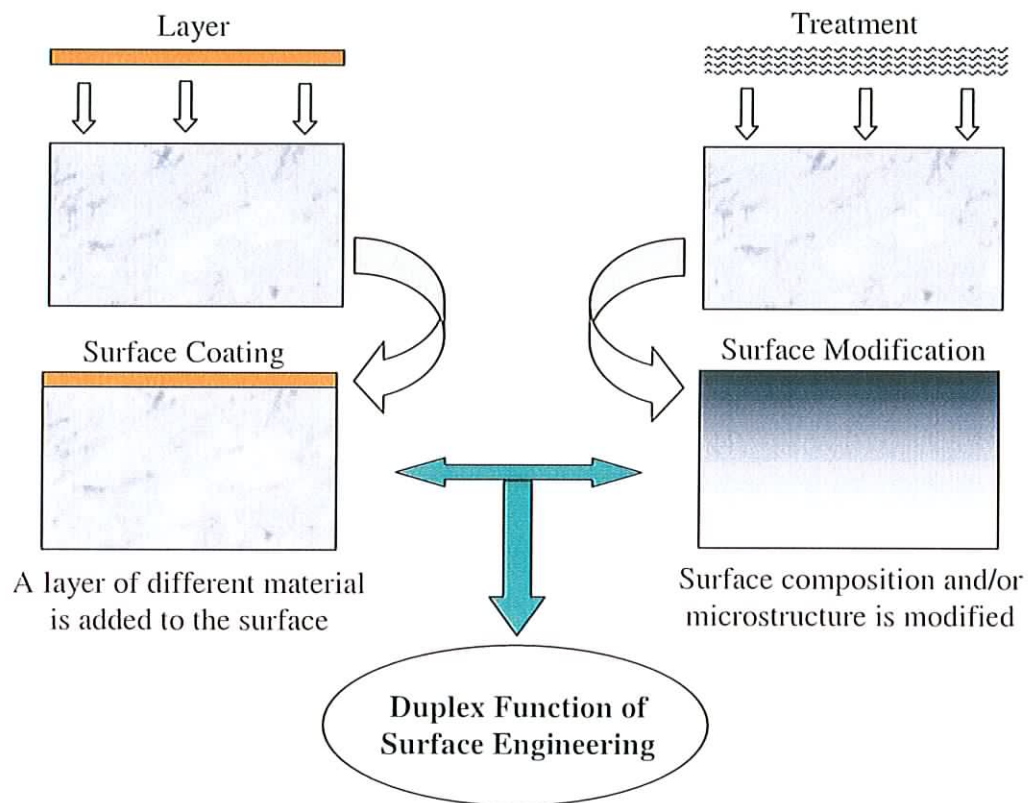 Layer
Treatment
Surface Coating
Surface Modification
A layer of different material
is added to the surface
Surface composition and/or
microstructure is modified
Duplex Function of
Surface Engineering